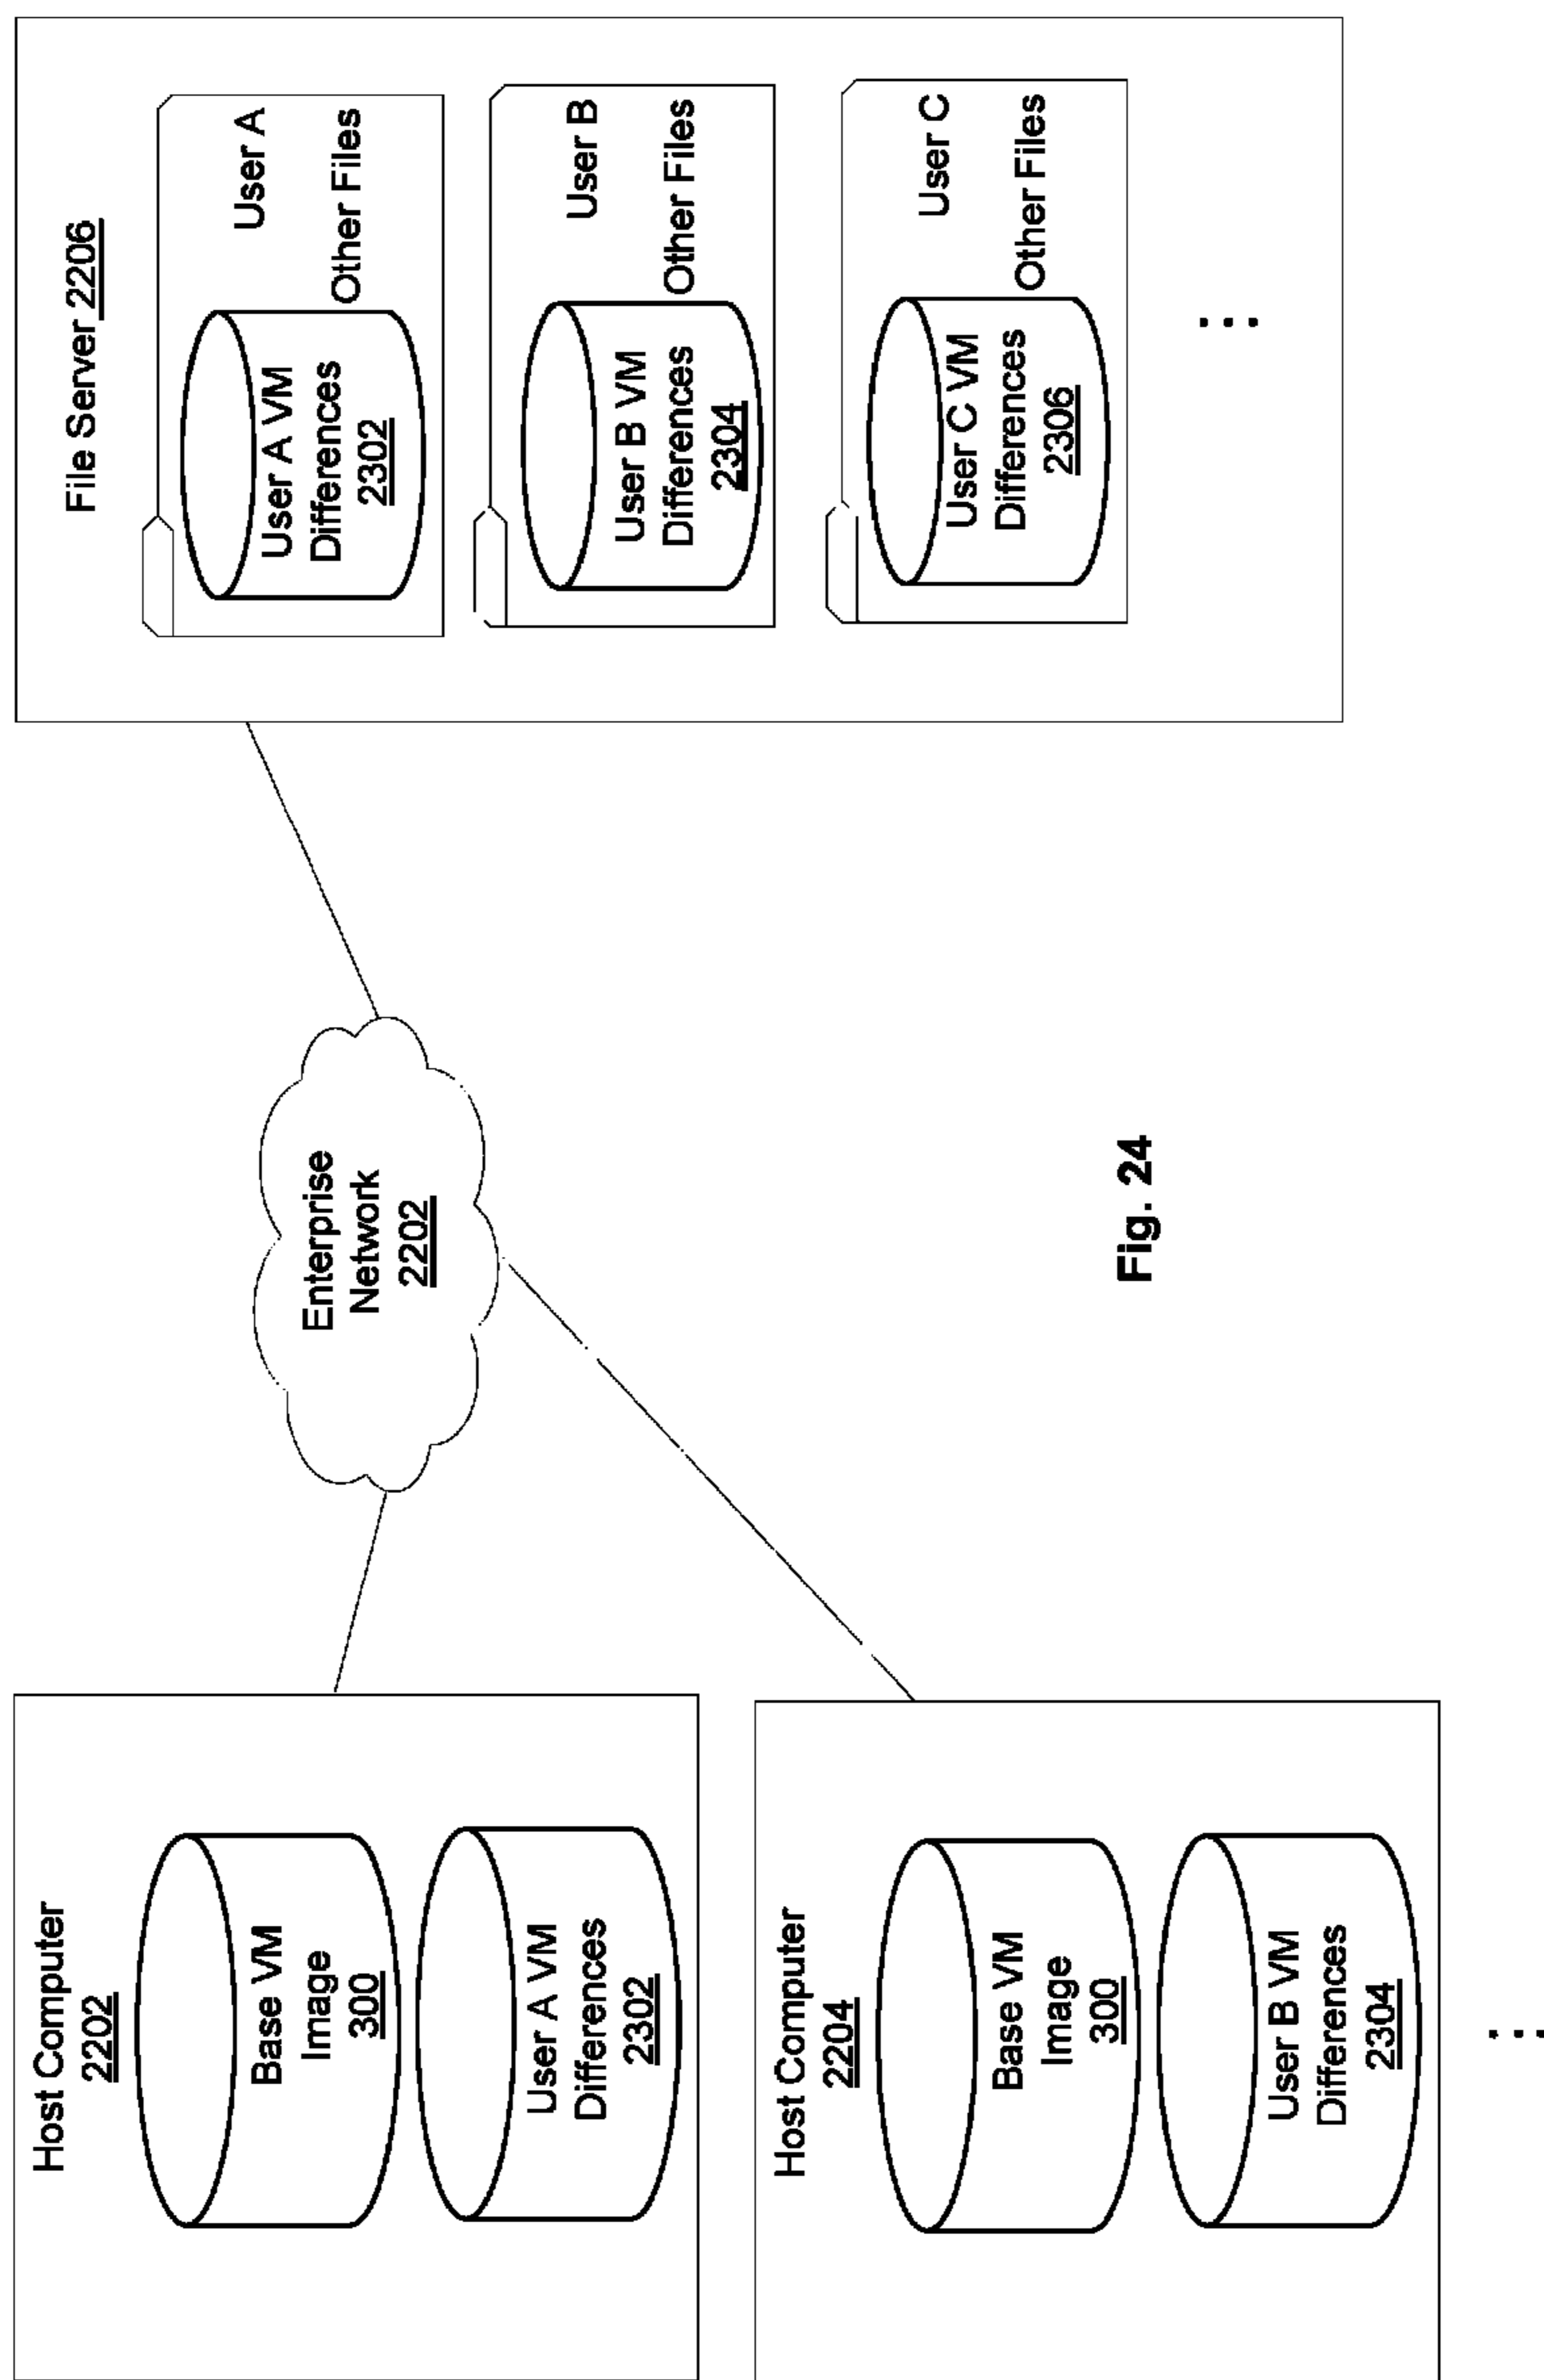 Host Computer
2202
Base VM
Image
300
User A VM
Differences
2302
Host Computer
2204
Base VM
Image
300
User B VM
Differences
2304
...
Enterprise
Network
2202
File Server 2206
User A
User A VM
Differences
2302
Other Files
User B
User B VM
Differences
2304
Other Files
User C
User C VM
Differences
2306
Other Files
...
Fig. 24